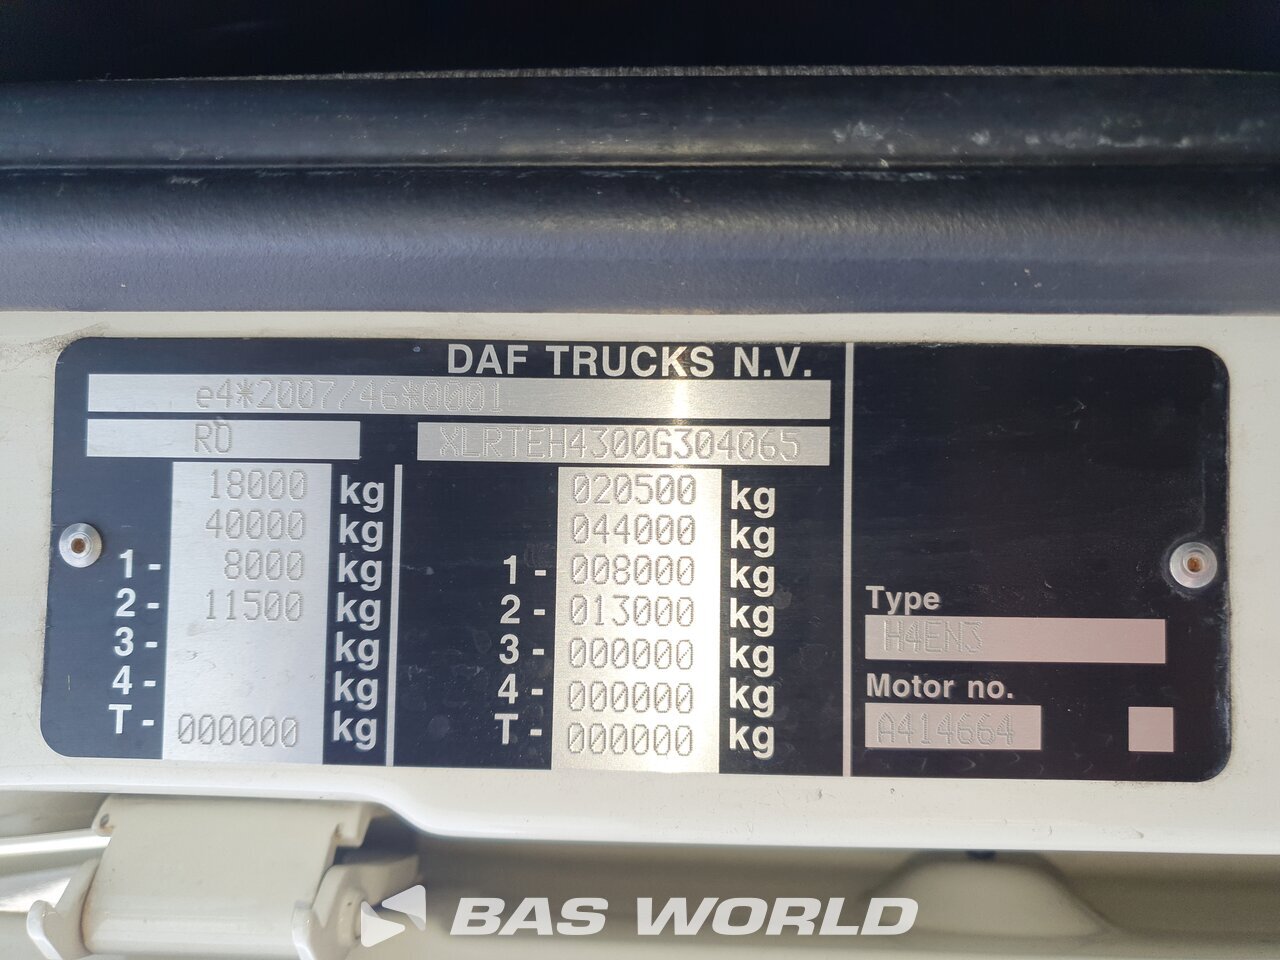 DAF TRUCKS N.V.
e4*2007/46*0001
RO XLRTEH4300G304065
18000 kg 020500 kg
40000 kg 044000 kg
1- 8000 kg 1- 008000 kg
2- 11500 kg 2- 013000 kg
3- kg 3- 000000 kg
4- kg 4- 000000 kg
T- 000000 kg T- 000000 kg
Type
H4EN3
Motor no.
A414664
BAS WORLD